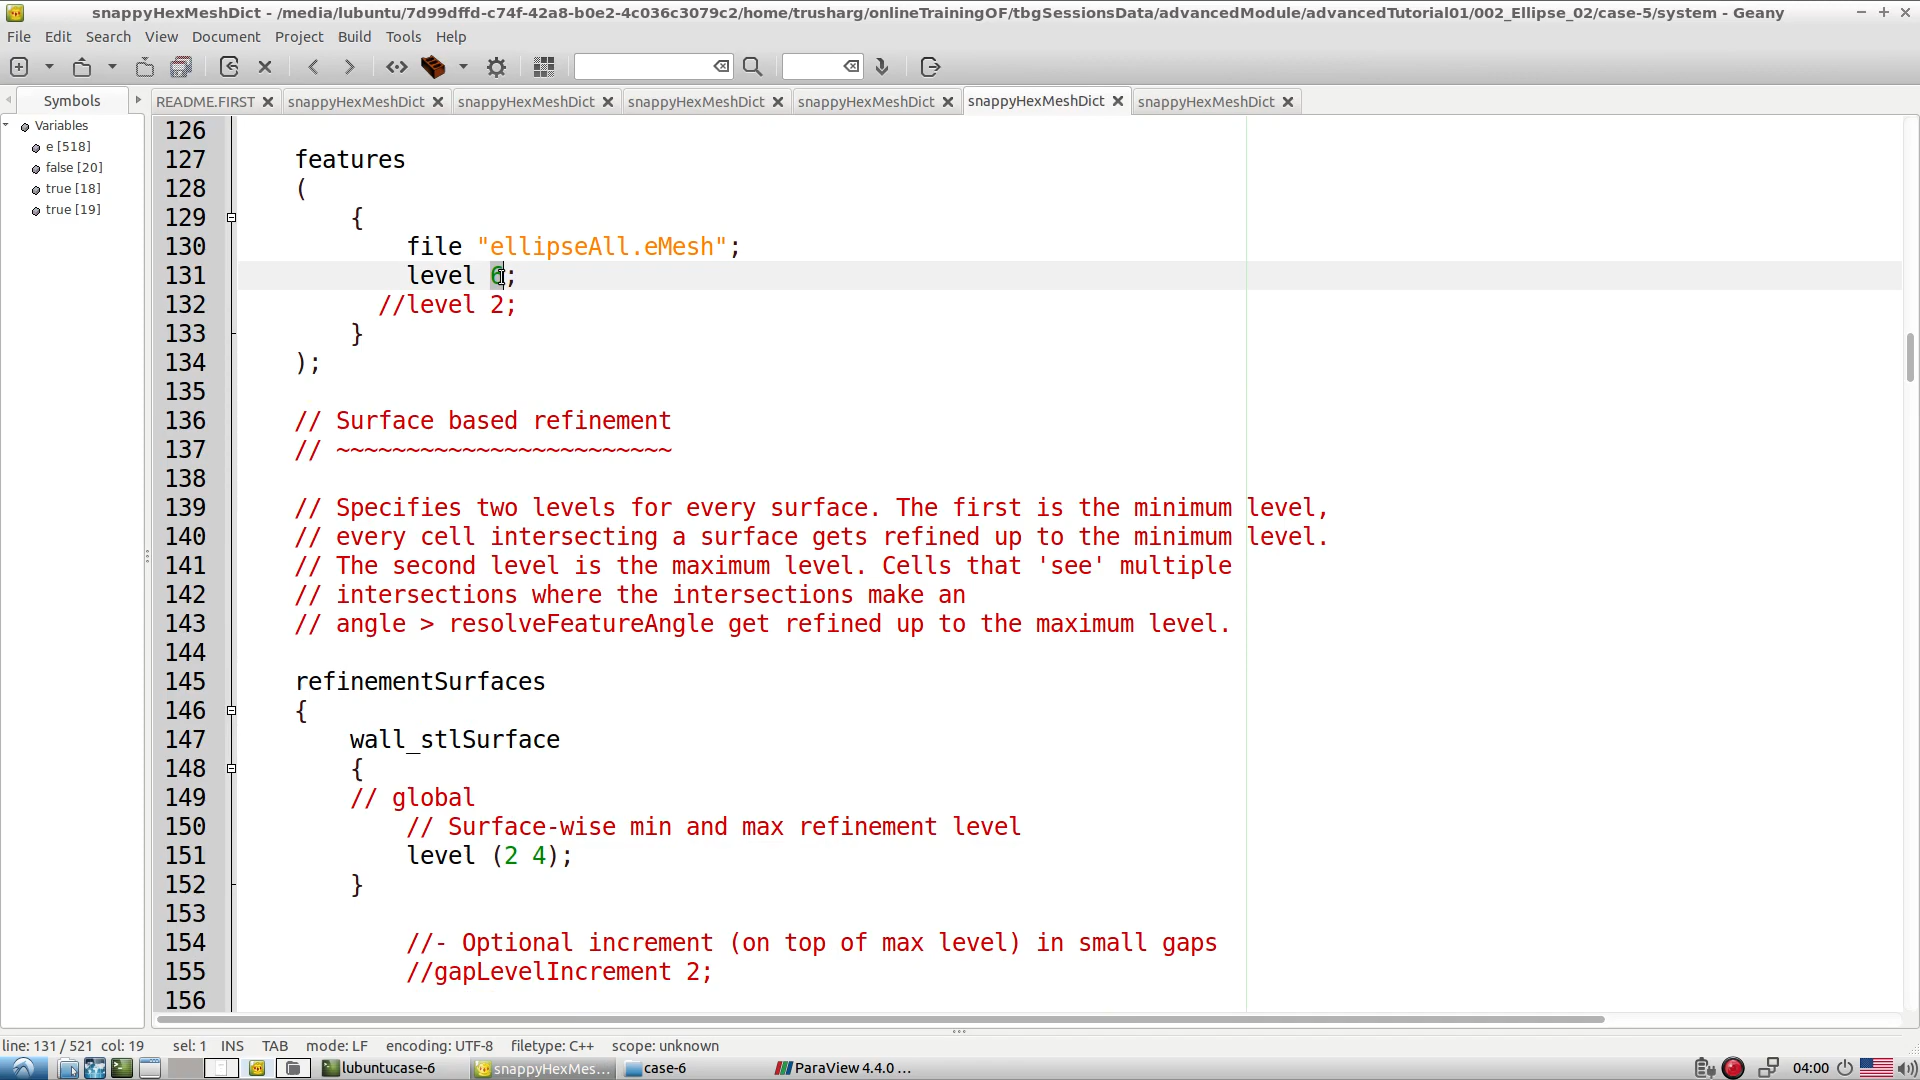 snappyHexMeshDict - /media/lubuntu/7d99dffd-c74f-42a8-b0e2-4c036c3079c2/home/trusharg/onlineTrainingOF/tbgSessionsData/advancedModule/advancedTutorial01/002_Ellipse_02/case-5/system - Geany
File Edit Search View Document Project Build Tools Help
Symbols README.FIRST snappyHexMeshDict snappyHexMeshDict snappyHexMeshDict snappyHexMeshDict snappyHexMeshDict snappyHexMeshDict
Variables
e [518]
false [20]
true [18]
true [19]
126
127 features
128 (
129 {
130 file "ellipseAll.eMesh";
131 level 6;
132 //level 2;
133 }
134 );
135
136 // Surface based refinement
137 // ~~~~~~~~~~~~~~~~~~~~~~~~
138
139 // Specifies two levels for every surface. The first is the minimum level,
140 // every cell intersecting a surface gets refined up to the minimum level.
141 // The second level is the maximum level. Cells that 'see' multiple
142 // intersections where the intersections make an
143 // angle > resolveFeatureAngle get refined up to the maximum level.
144
145 refinementSurfaces
146 {
147 wall_stlSurface
148 {
149 // global
150 // Surface-wise min and max refinement level
151 level (2 4);
152 }
153
154 //- Optional increment (on top of max level) in small gaps
155 //gapLevelIncrement 2;
156
line: 131 / 521 col: 19 sel: 1 INS TAB mode: LF encoding: UTF-8 filetype: C++ scope: unknown
lubuntucase-6 snappyHexMes... case-6 ParaView 4.4.0 ... 04:00